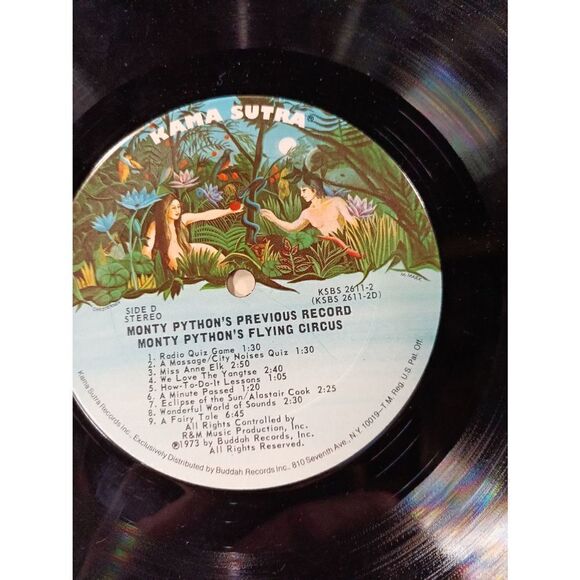 KAMA SUTRA®
M. MARK
SIDE D
STEREO
KSBS 2611-2
(KSBS 2611-2D)
MONTY PYTHON'S PREVIOUS RECORD
MONTY PYTHON'S FLYING CIRCUS
1. Radio Quiz Game 1:30
2. A Massage/City Noises Quiz 1:30
3. Miss Anne Elk 2:50
4. We Love The Yangtse 2:40
5. How-To-Do-It Lessons 1:05
6. A Minute Passed 1:20
7. Eclipse of the Sun/Alastair Cook 2:25
8. Wonderful World of Sounds 2:30
9. A Fairy Tale 6:45
All Rights Controlled by
R&M Music Production, Inc.
℗1973 by Buddah Records, Inc.
All Rights Reserved.
Kama Sutra Records Inc. Exclusively Distributed by Buddah Records Inc., 810 Seventh Ave., N.Y. 10019—T.M. Reg. U.S. Pat. Off.